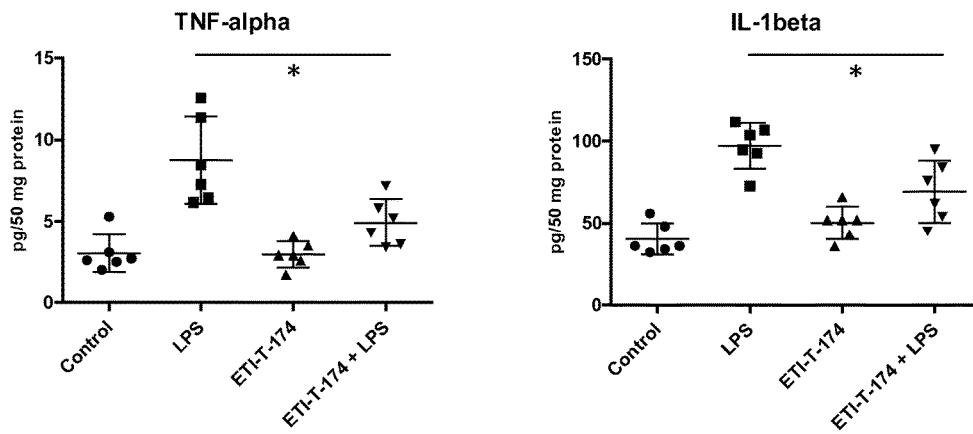 TNF-alpha
pg/50 mg protein
15
10
5
0
*
Control
LPS
ETI-T-174
ETI-T-174 + LPS
IL-1beta
pg/50 mg protein
150
100
50
0
*
Control
LPS
ETI-T-174
ETI-T-174 + LPS